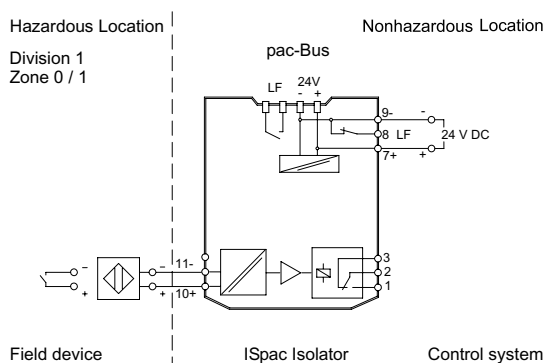 Hazardous Location
Nonhazardous Location
Division 1
Zone 0 / 1
pac-Bus
LF
24V
- +
9-
-
8 LF
24 V DC
7+
+
3
2
1
11-
10+
−
+
−
+
Field device
ISpac Isolator
Control system